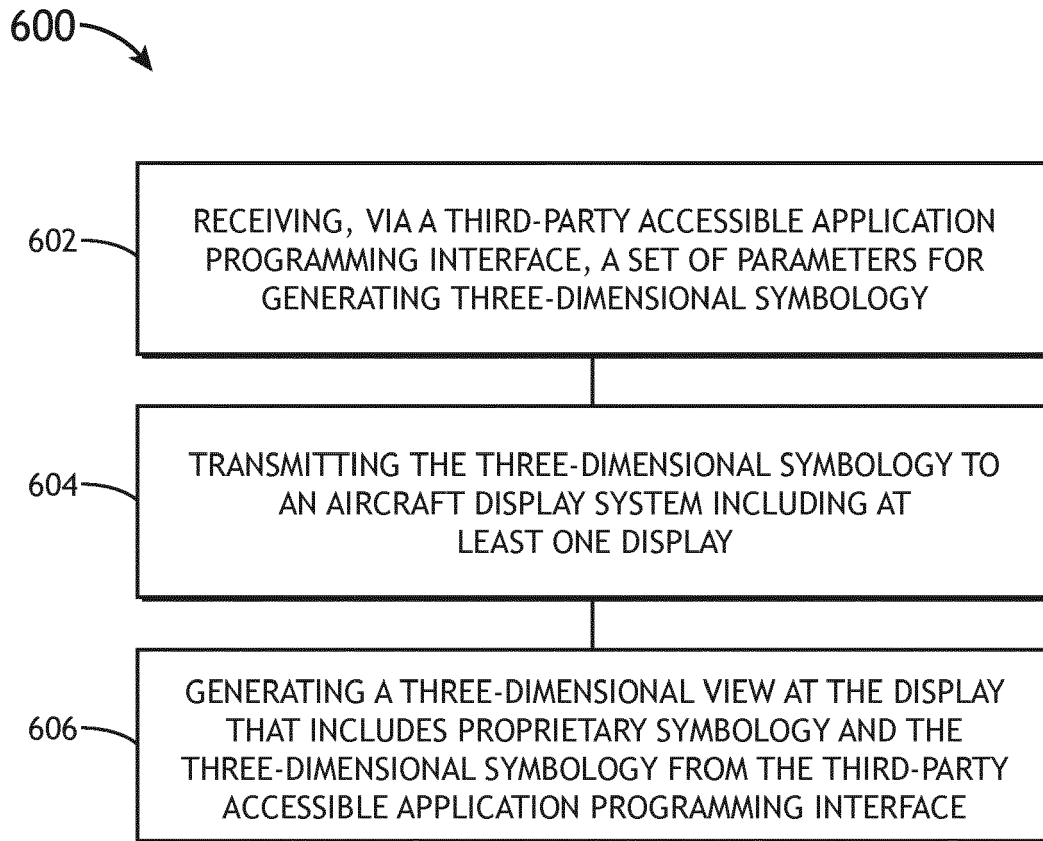 600
602
RECEIVING, VIA A THIRD-PARTY ACCESSIBLE APPLICATION
PROGRAMMING INTERFACE, A SET OF PARAMETERS FOR
GENERATING THREE-DIMENSIONAL SYMBOLOGY
604
TRANSMITTING THE THREE-DIMENSIONAL SYMBOLOGY TO
AN AIRCRAFT DISPLAY SYSTEM INCLUDING AT
LEAST ONE DISPLAY
606
GENERATING A THREE-DIMENSIONAL VIEW AT THE DISPLAY
THAT INCLUDES PROPRIETARY SYMBOLOGY AND THE
THREE-DIMENSIONAL SYMBOLOGY FROM THE THIRD-PARTY
ACCESSIBLE APPLICATION PROGRAMMING INTERFACE